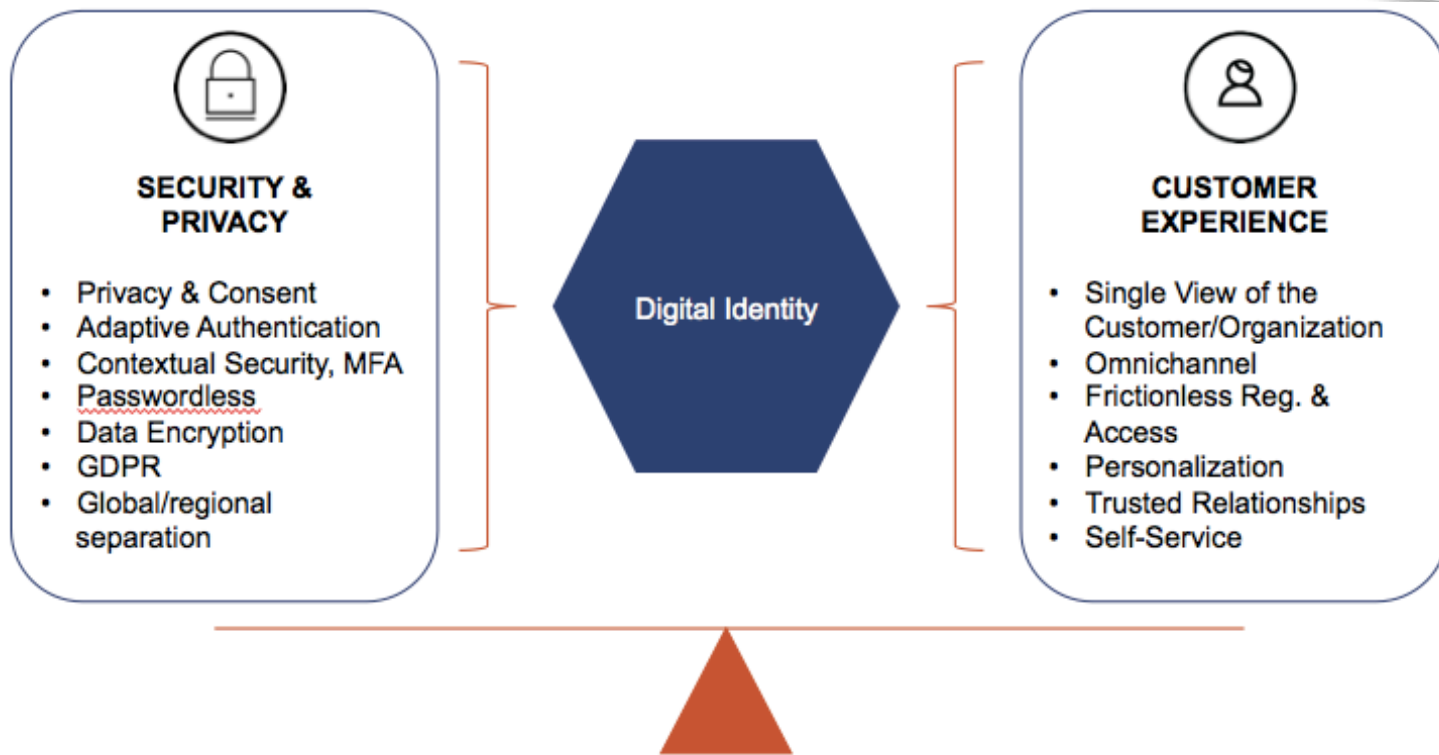 SECURITY &
PRIVACY
• Privacy & Consent
• Adaptive Authentication
• Contextual Security, MFA
• Passwordless
• Data Encryption
• GDPR
• Global/regional
separation
Digital Identity
CUSTOMER
EXPERIENCE
• Single View of the
Customer/Organization
• Omnichannel
• Frictionless Reg. &
Access
• Personalization
• Trusted Relationships
• Self-Service